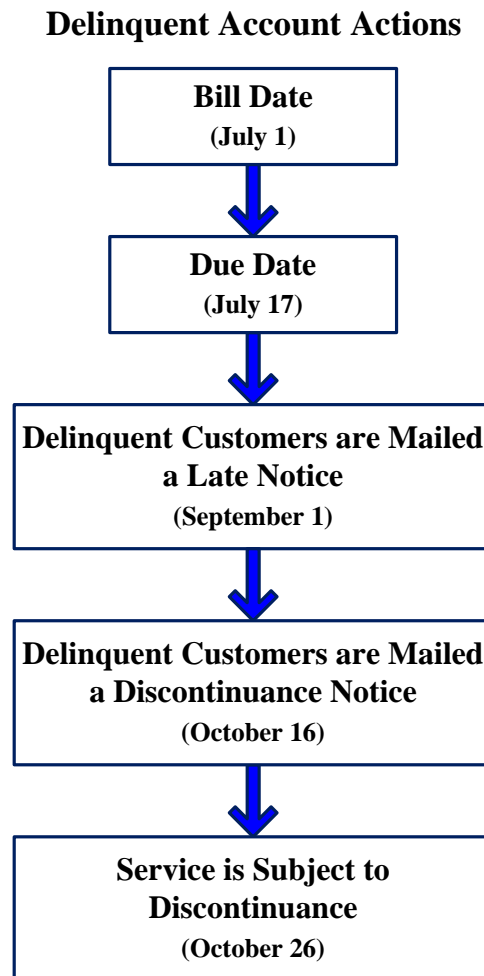 Delinquent Account Actions
Bill Date
(July 1)
Due Date
(July 17)
Delinquent Customers are Mailed
a Late Notice
(September 1)
Delinquent Customers are Mailed
a Discontinuance Notice
(October 16)
Service is Subject to
Discontinuance
(October 26)